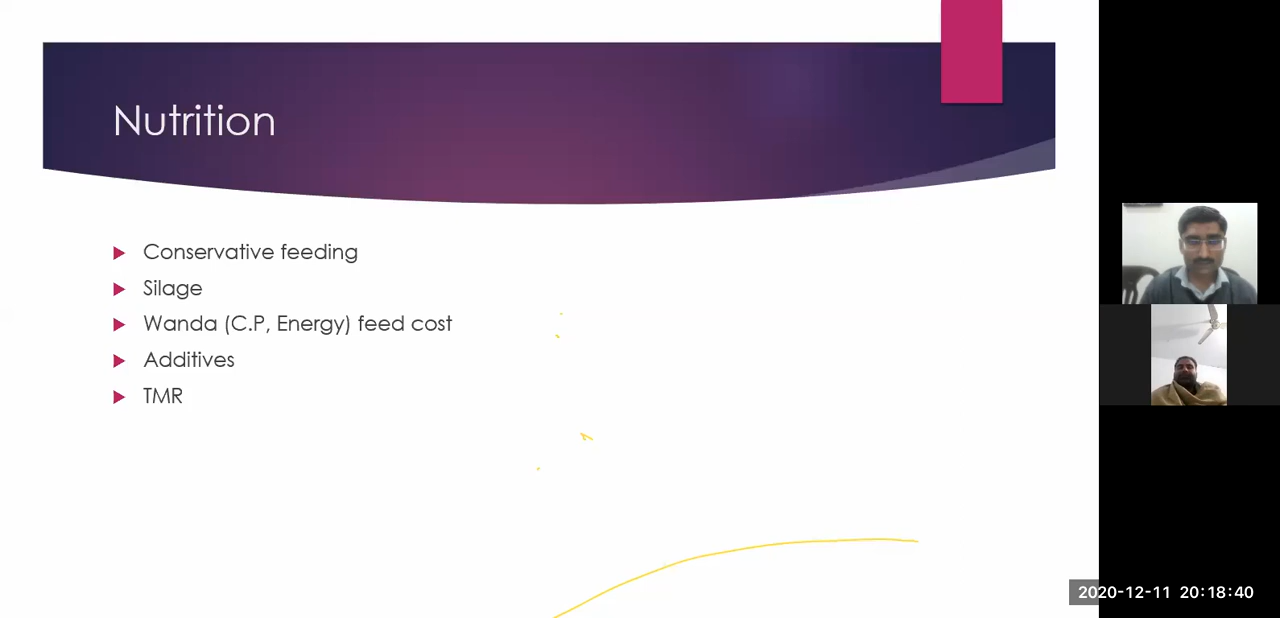 Nutrition
Conservative feeding
Silage
Wanda (C.P, Energy) feed cost
Additives
TMR
2020-12-11 20:18:40